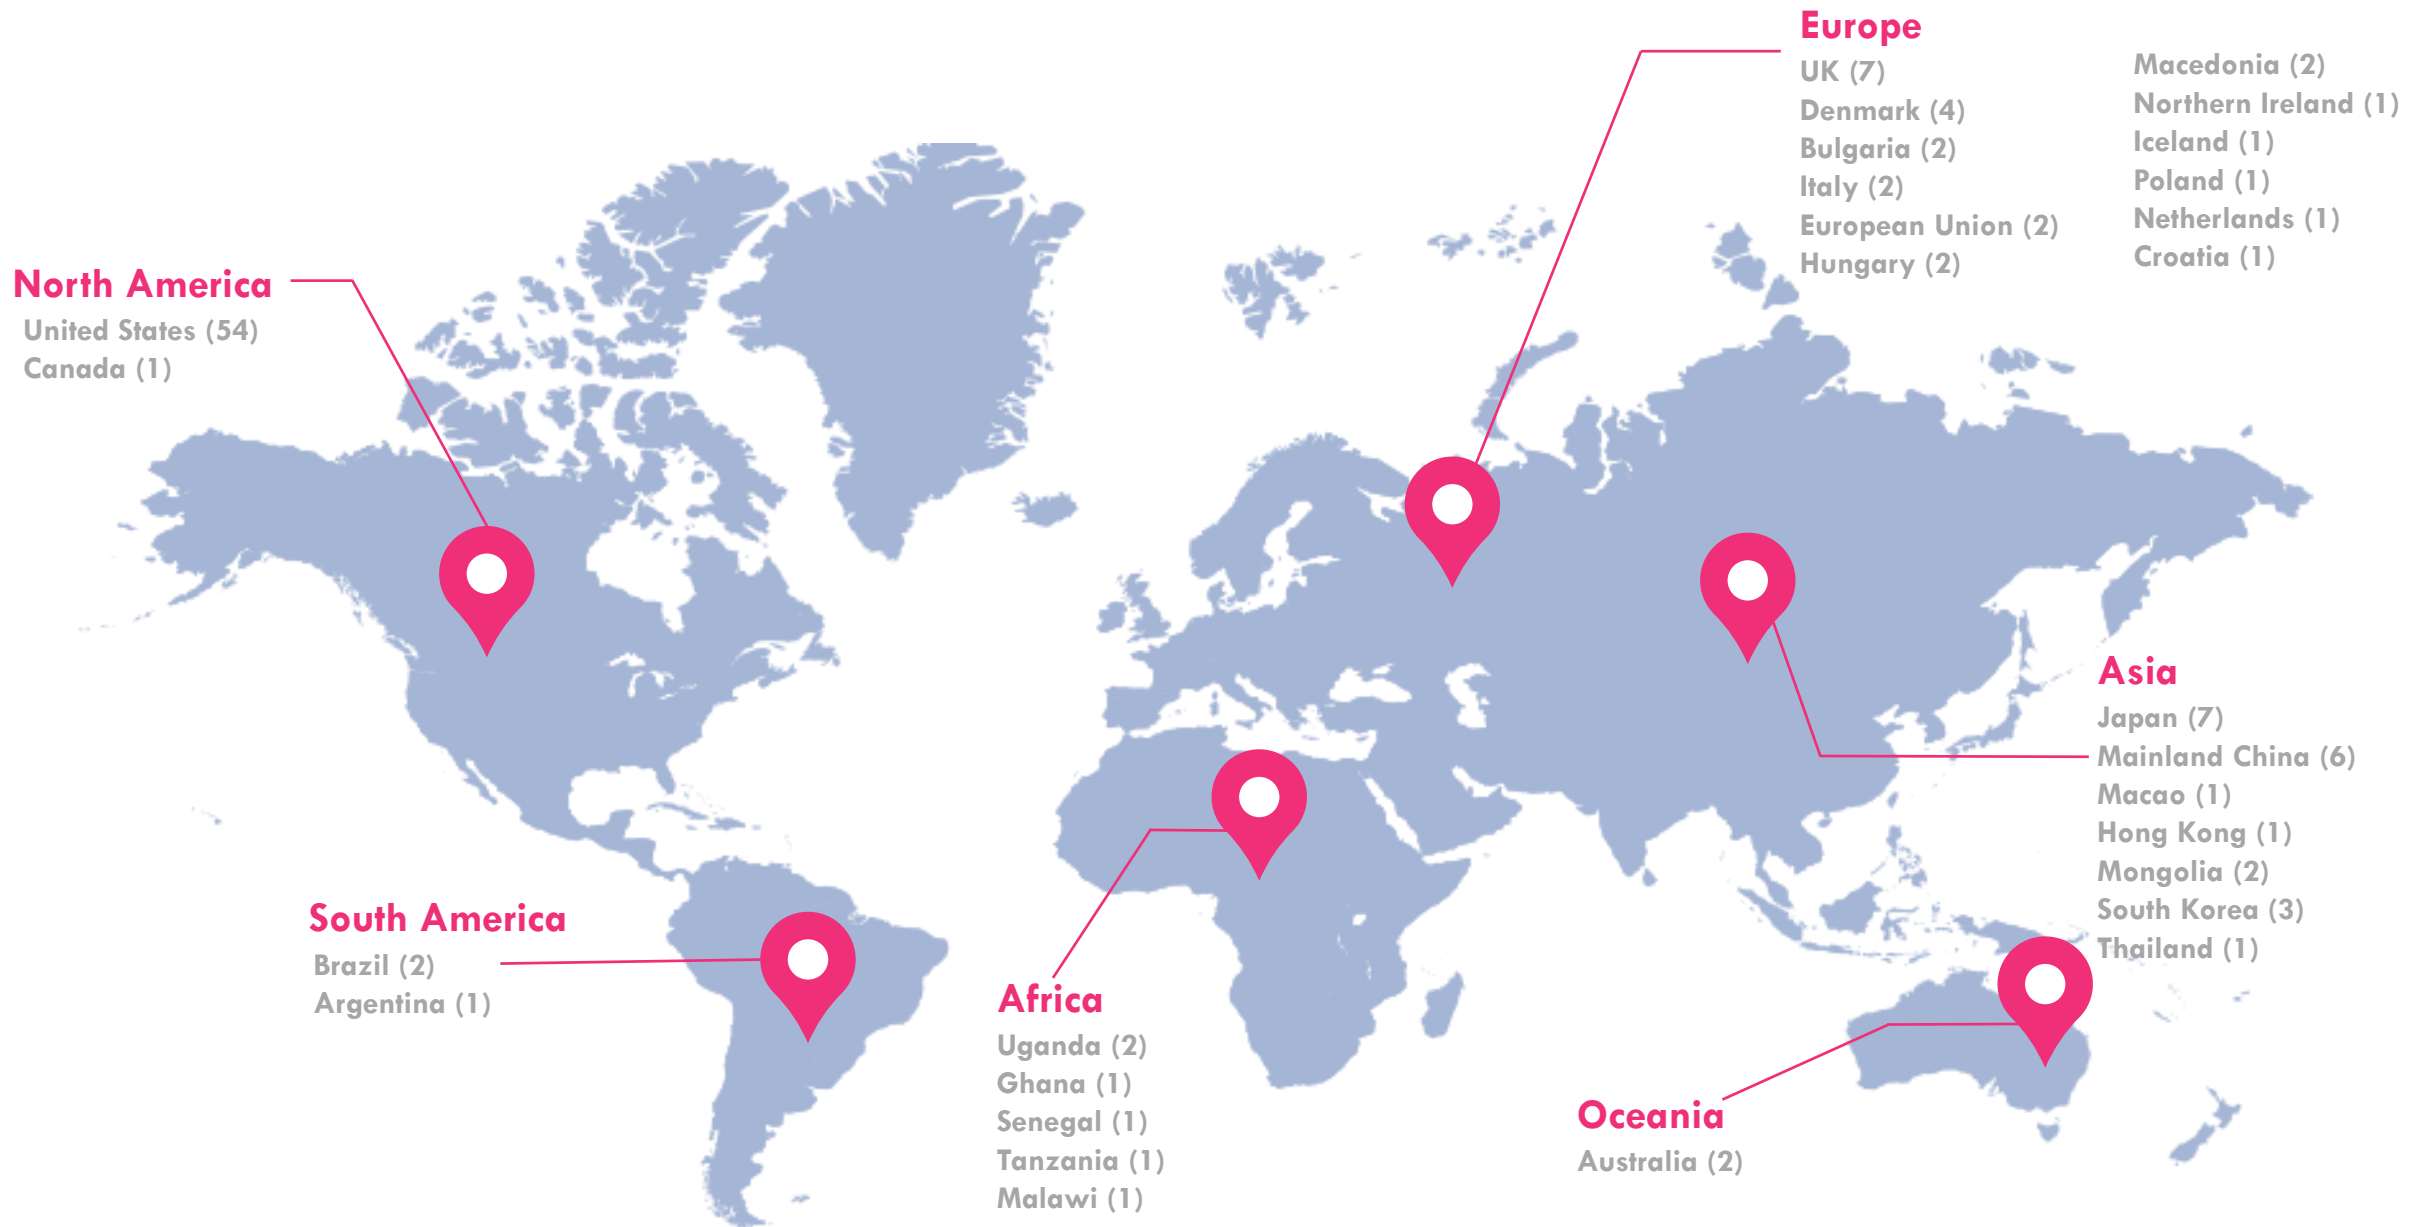 Europe
UK (7)
Denmark (4)
Bulgaria (2)
Italy (2)
European Union (2)
Hungary (2)
Macedonia (2)
Northern Ireland (1)
Iceland (1)
Poland (1)
Netherlands (1)
Croatia (1)
North America
United States (54)
Canada (1)
Asia
Japan (7)
Mainland China (6)
Macao (1)
Hong Kong (1)
Mongolia (2)
South Korea (3)
Thailand (1)
South America
Brazil (2)
Argentina (1)
Africa
Uganda (2)
Ghana (1)
Senegal (1)
Tanzania (1)
Malawi (1)
Oceania
Australia (2)